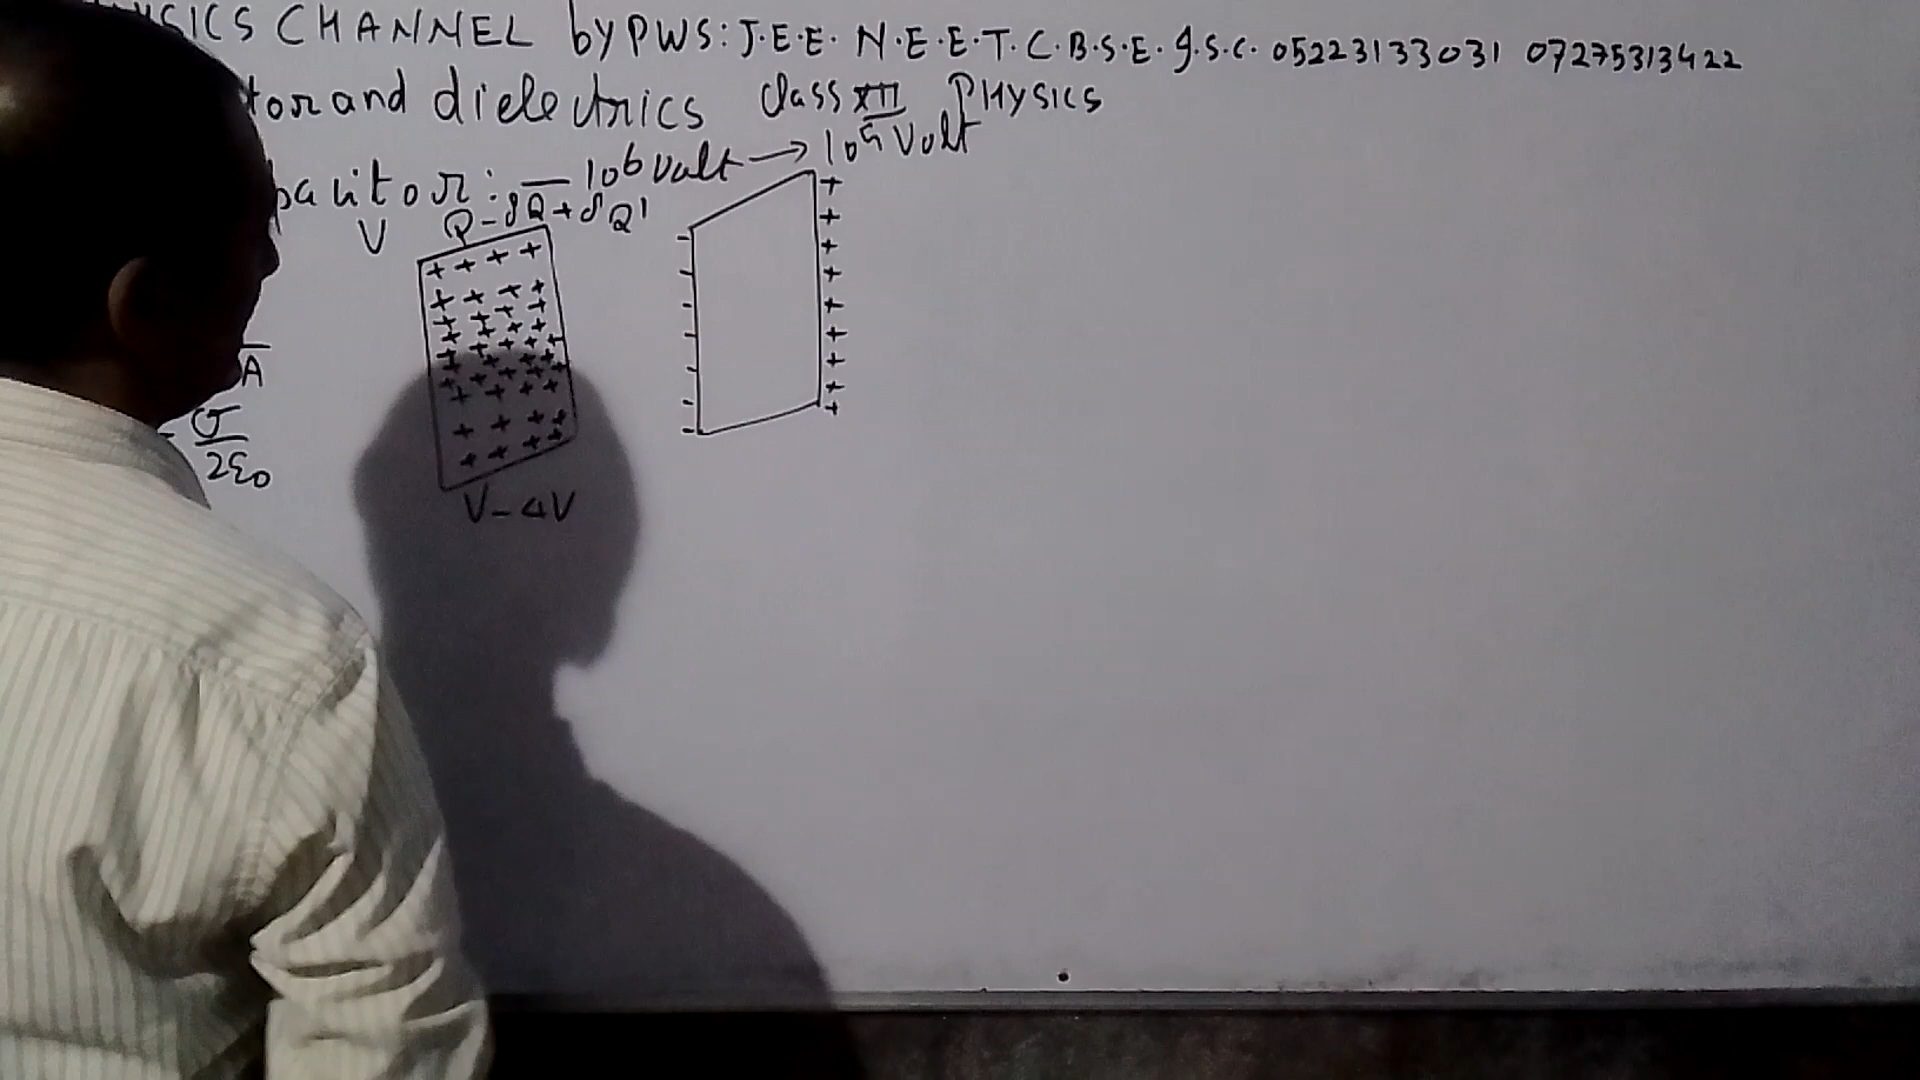 SICS CHANNEL by PWS: J.E.E. N.E.E.T. C.B.S.E. I.S.C. 05223133031 07275313422
tor and dielectrics Class XII PHYSICS
pacitor: — 10⁶ Volt → 10⁵ Volt
V Q-δQ+δQ'
A
σ
2ε₀
V-ΔV